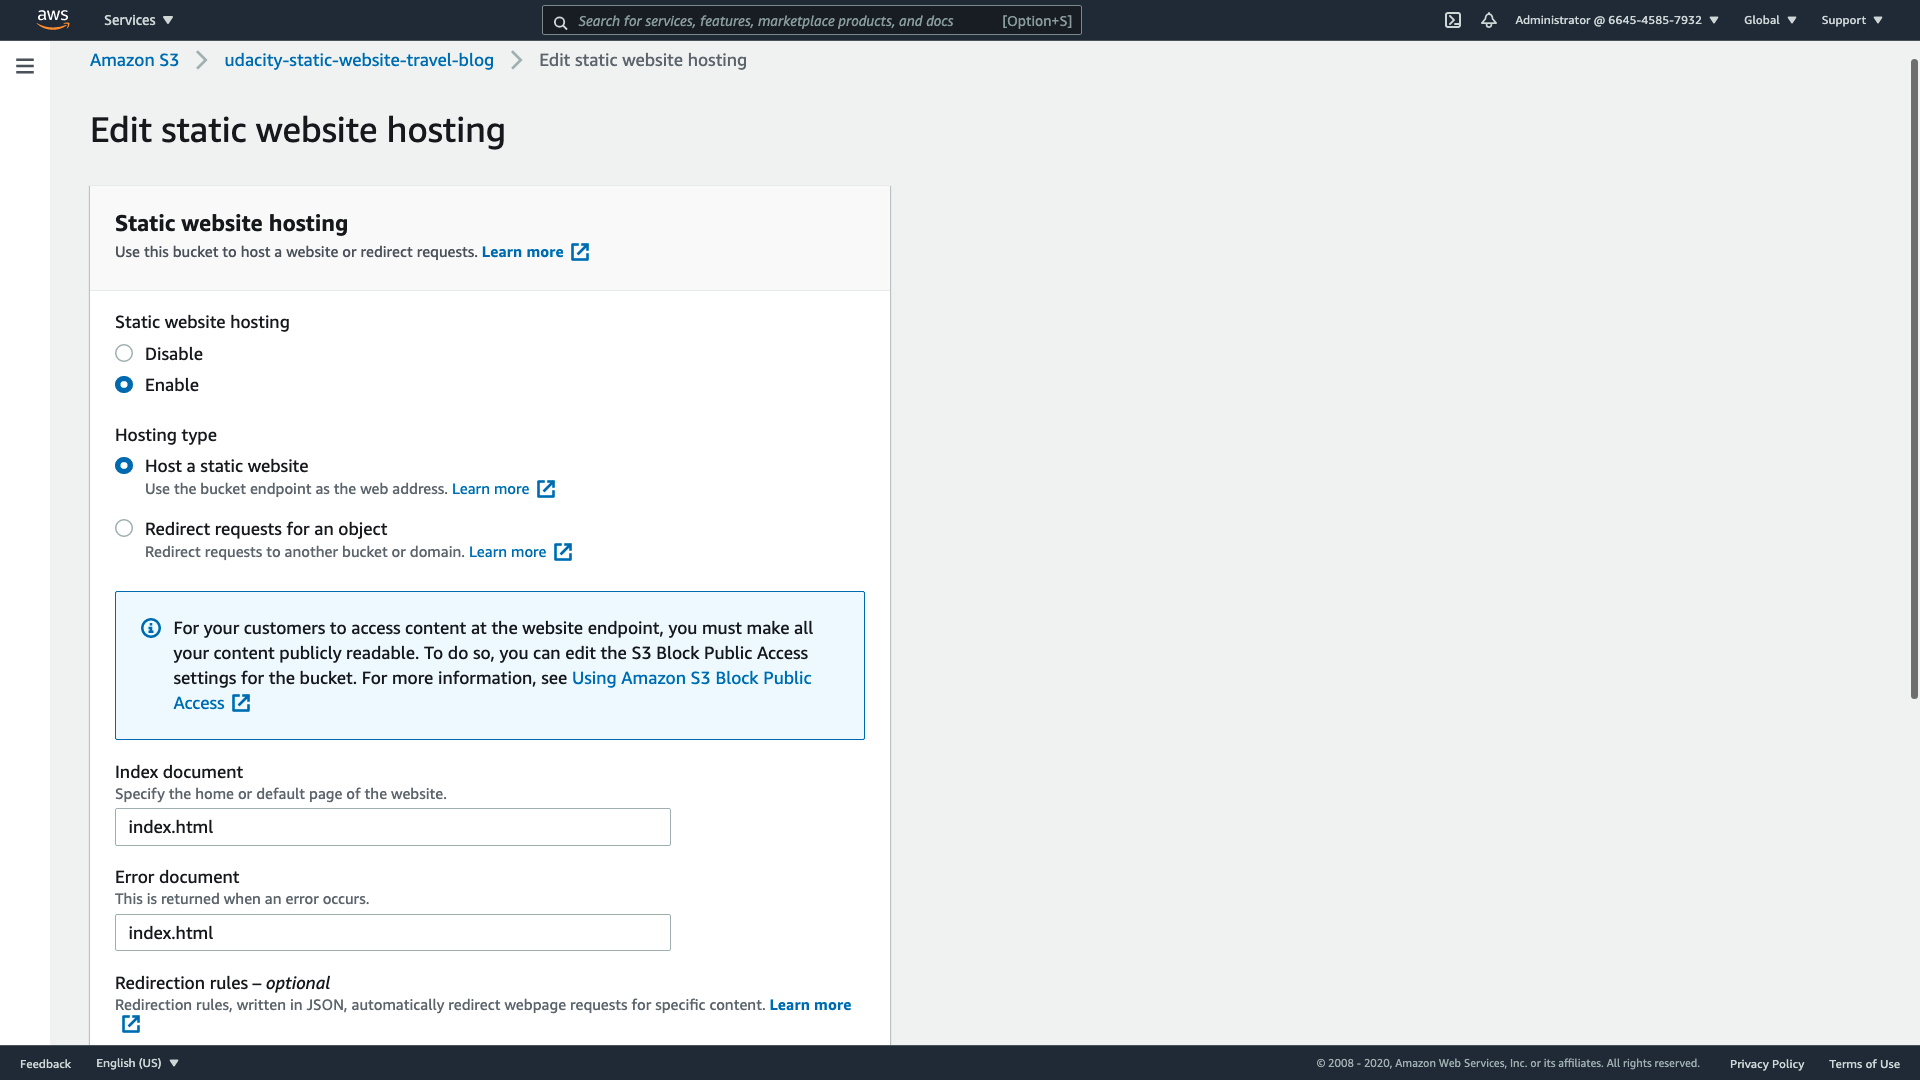 aws Services Search for services, features, marketplace products, and docs [Option+S] Administrator @ 6645-4585-7932 Global Support
Amazon S3 udacity-static-website-travel-blog Edit static website hosting
Edit static website hosting
Static website hosting
Use this bucket to host a website or redirect requests. Learn more
Static website hosting
Disable
Enable
Hosting type
Host a static website
Use the bucket endpoint as the web address. Learn more
Redirect requests for an object
Redirect requests to another bucket or domain. Learn more
For your customers to access content at the website endpoint, you must make all
your content publicly readable. To do so, you can edit the S3 Block Public Access
settings for the bucket. For more information, see Using Amazon S3 Block Public
Access
Index document
Specify the home or default page of the website.
index.html
Error document
This is returned when an error occurs.
index.html
Redirection rules – optional
Redirection rules, written in JSON, automatically redirect webpage requests for specific content. Learn more
Feedback English (US) © 2008 - 2020, Amazon Web Services, Inc. or its affiliates. All rights reserved. Privacy Policy Terms of Use